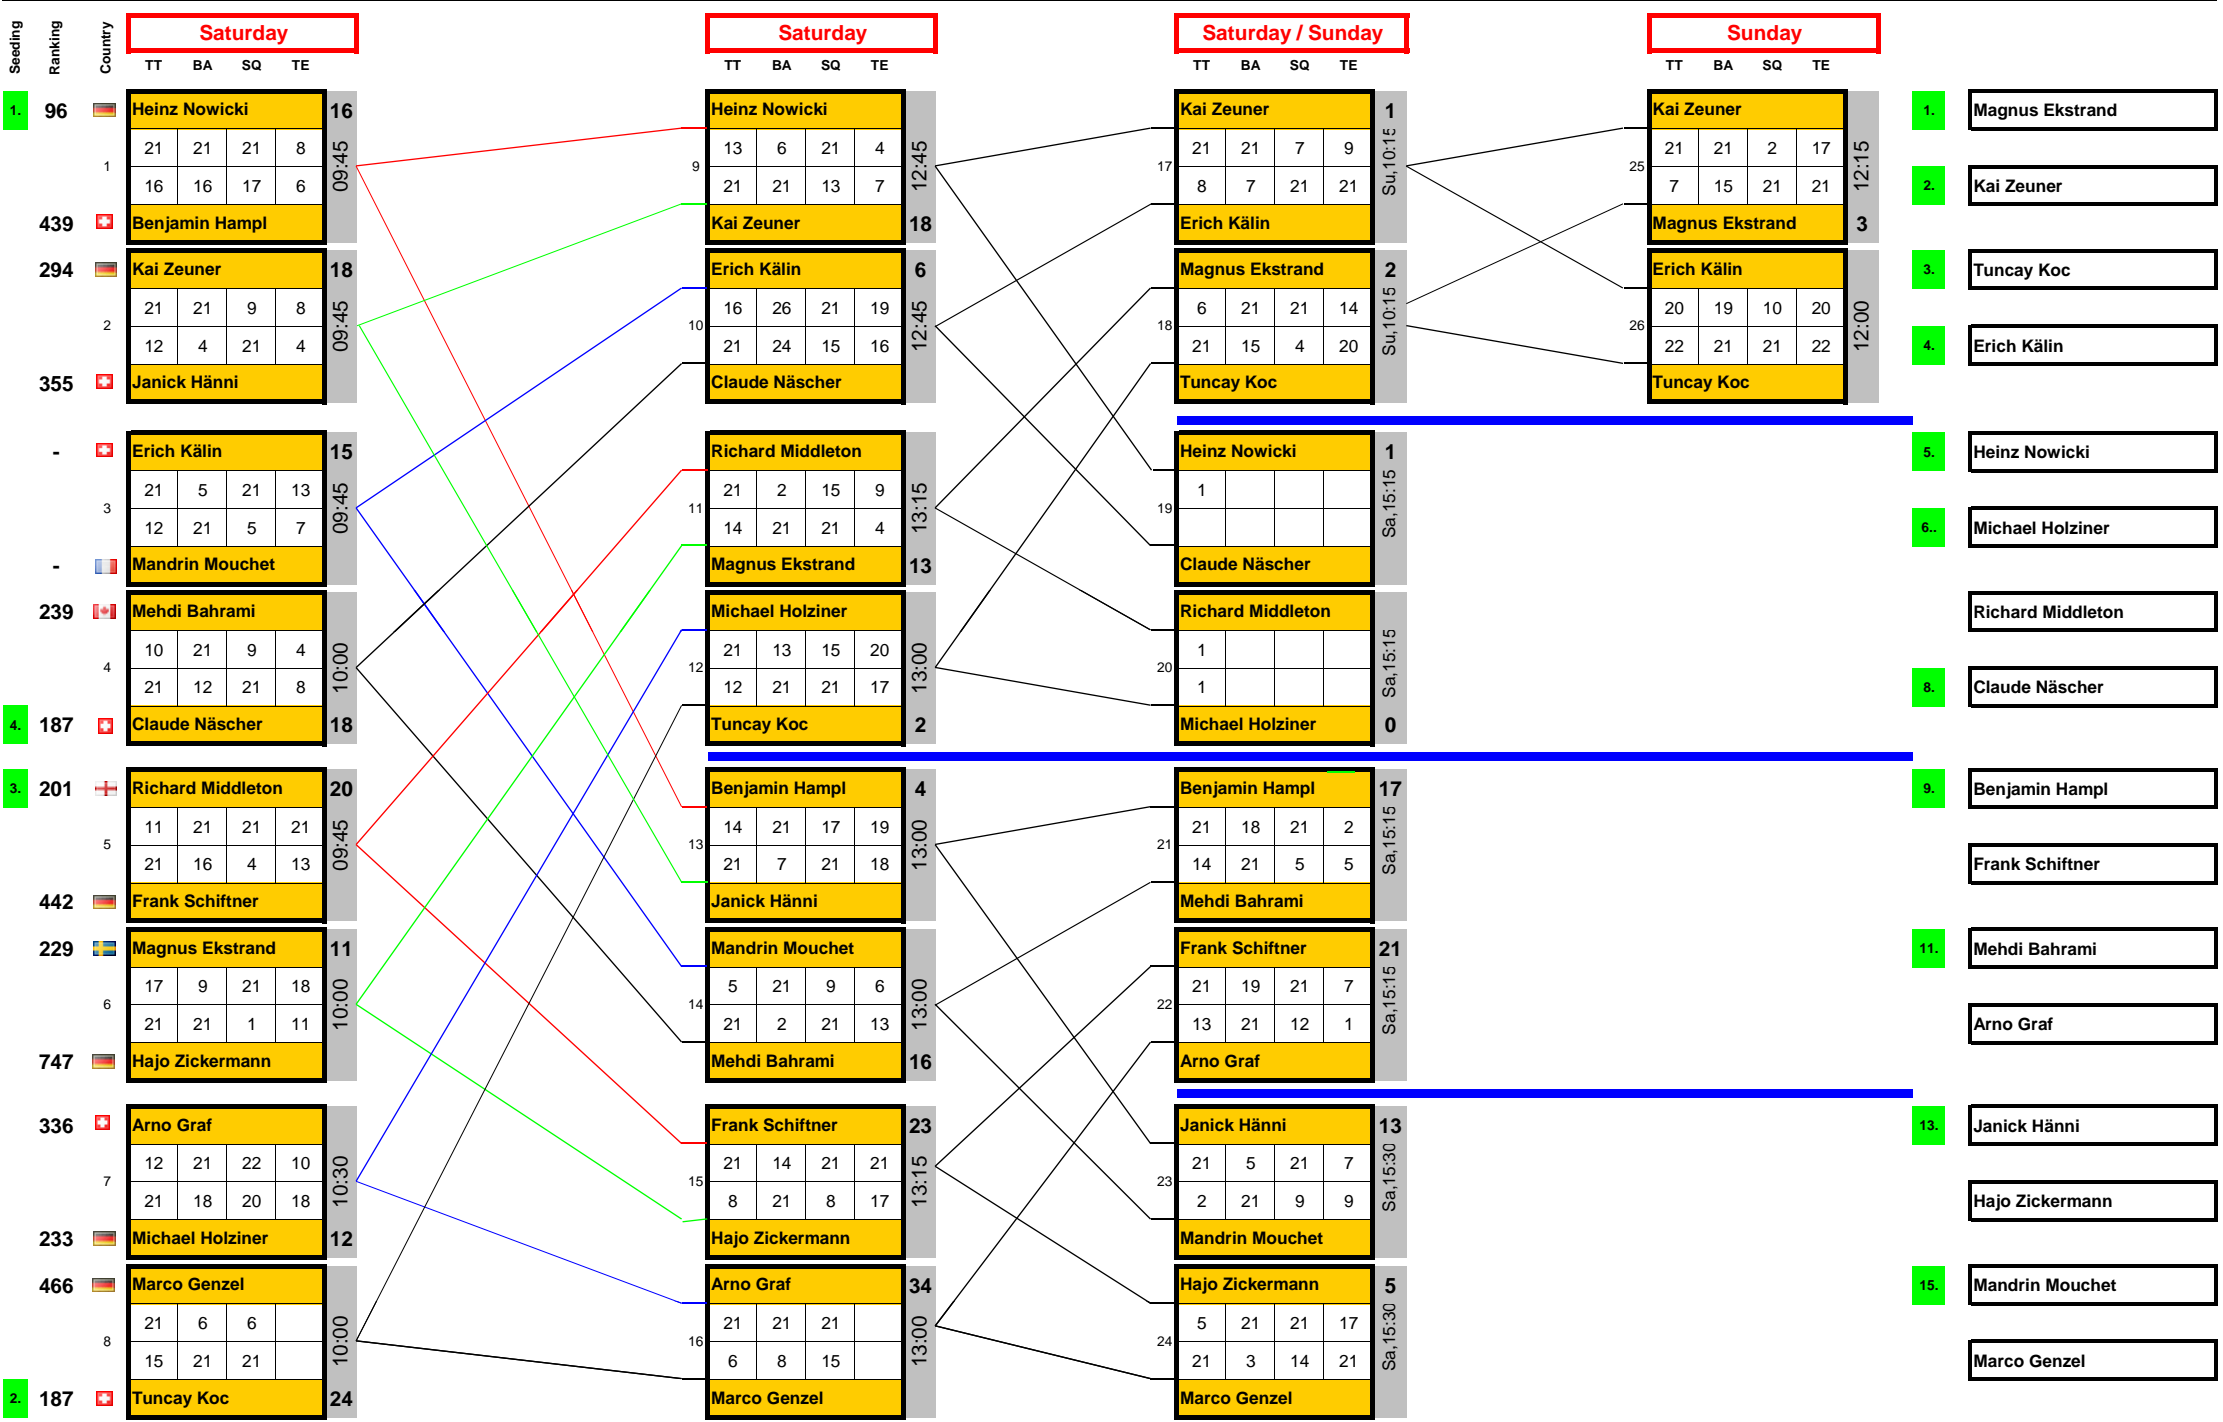 Seeding Ranking Country Saturday Saturday Saturday / Sunday Sunday
TT BA SQ TE TT BA SQ TE TT BA SQ TE TT BA SQ TE
1. 96 Heinz Nowicki 16 Heinz Nowicki Kai Zeuner 1 Kai Zeuner 1. Magnus Ekstrand
21 21 21 8 13 6 21 4 21 21 7 9 21 21 2 17
1 09:45 9 12:45 17 Su,10:15 25 12:15 2. Kai Zeuner
16 16 17 6 21 21 13 7 8 7 21 21 7 15 21 21
439 Benjamin Hampl Kai Zeuner 18 Erich Kälin Magnus Ekstrand 3
294 Kai Zeuner 18 Erich Kälin 6 Magnus Ekstrand 2 Erich Kälin 3. Tuncay Koc
21 21 9 8 16 26 21 19 6 21 21 14 20 19 10 20
2 09:45 10 12:45 18 Su,10:15 26 12:00 4. Erich Kälin
12 4 21 4 21 24 15 16 21 15 4 20 22 21 21 22
355 Janick Hänni Claude Näscher Tuncay Koc Tuncay Koc
- Erich Kälin 15 Richard Middleton Heinz Nowicki 1 5. Heinz Nowicki
21 5 21 13 21 2 15 9 1
3 09:45 11 13:15 19 Sa,15:15 6.. Michael Holziner
12 21 5 7 14 21 21 4
- Mandrin Mouchet Magnus Ekstrand 13 Claude Näscher
239 Mehdi Bahrami Michael Holziner Richard Middleton Richard Middleton
10 21 9 4 21 13 15 20 1
4 10:00 12 13:00 20 Sa,15:15 8. Claude Näscher
21 12 21 8 12 21 21 17 1
4. 187 Claude Näscher 18 Tuncay Koc 2 Michael Holziner 0
3. 201 Richard Middleton 20 Benjamin Hampl 4 Benjamin Hampl 17 9. Benjamin Hampl
11 21 21 21 14 21 17 19 21 18 21 2
5 09:45 13 13:00 21 Sa,15:15 Frank Schiftner
21 16 4 13 21 7 21 18 14 21 5 5
442 Frank Schiftner Janick Hänni Mehdi Bahrami
229 Magnus Ekstrand 11 Mandrin Mouchet Frank Schiftner 21 11. Mehdi Bahrami
17 9 21 18 5 21 9 6 21 19 21 7
6 10:00 14 13:00 22 Sa,15:15 Arno Graf
21 21 1 11 21 2 21 13 13 21 12 1
747 Hajo Zickermann Mehdi Bahrami 16 Arno Graf
336 Arno Graf Frank Schiftner 23 Janick Hänni 13 13. Janick Hänni
12 21 22 10 21 14 21 21 21 5 21 7
7 10:30 15 13:15 23 Sa,15:30 Hajo Zickermann
21 18 20 18 8 21 8 17 2 21 9 9
233 Michael Holziner 12 Hajo Zickermann Mandrin Mouchet
466 Marco Genzel Arno Graf 34 Hajo Zickermann 5 15. Mandrin Mouchet
21 6 6 21 21 21 5 21 21 17
8 10:00 16 13:00 24 Sa,15:30 Marco Genzel
15 21 21 6 8 15 21 3 14 21
2. 187 Tuncay Koc 24 Marco Genzel Marco Genzel